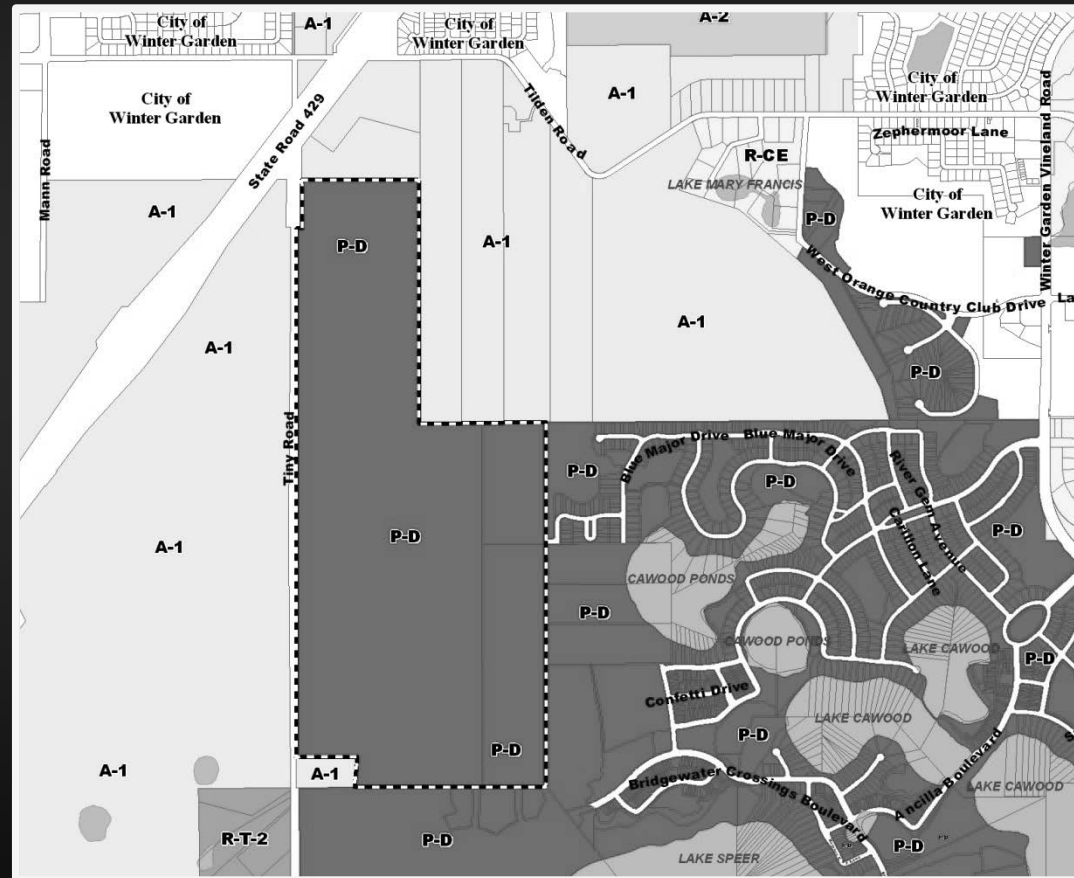 City of
Winter Garden
A-1
City of
Winter Garden
A-2
City of
Winter Garden
State Road 429
Tilden Road
A-1
City of
Winter Garden
Winter Garden Vineland Road
Zephermoor Lane
Mann Road
A-1
R-CE
LAKE MARY FRANCIS
City of
Winter Garden
P-D
P-D
A-1
West Orange Country Club Drive
La
A-1
A-1
P-D
Tiny Road
Blue Major Drive
Blue Major Drive
P-D
P-D
River Gem Avenue
Carillon Lane
P-D
A-1
P-D
CAWOOD PONDS
P-D
CAWOOD PONDS
LAKE CAWOOD
P-D
Confetti Drive
LAKE CAWOOD
P-D
P-D
A-1
A-1
Bridgewater Crossings Boulevard
Ancilla Boulevard
S
LAKE CAWOOD
R-T-2
P-D
P-D
LAKE SPEER